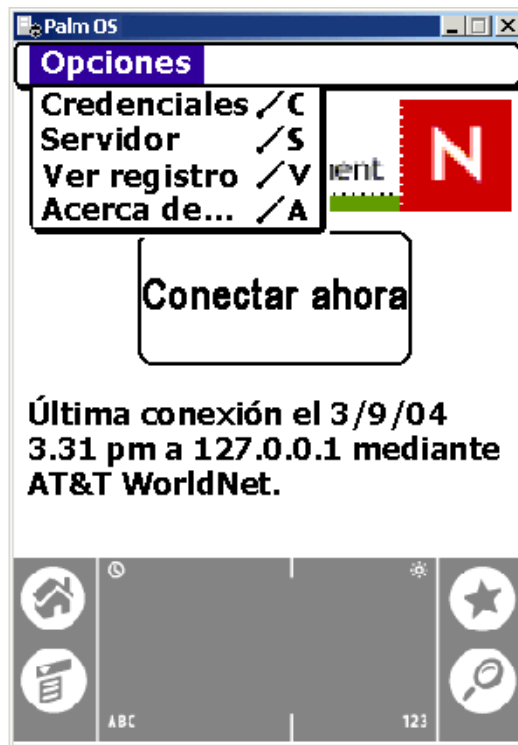 Palm OS
Opciones
Credenciales /C
Servidor /S
Ver registro /V
Acerca de... /A
N
Conectar ahora
Última conexión el 3/9/04
3.31 pm a 127.0.0.1 mediante
AT&T WorldNet.
ABC 123